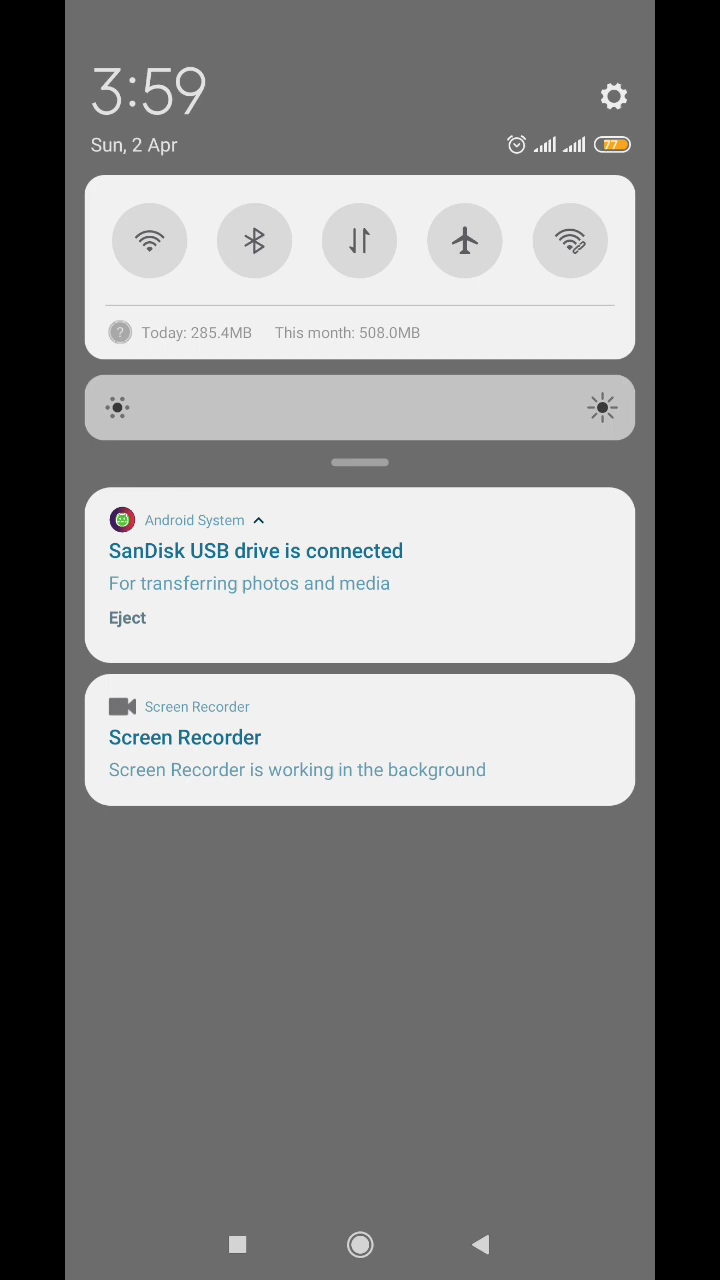 3:59
Sun, 2 Apr
77
?
Today: 285.4MB This month: 508.0MB
Android System
SanDisk USB drive is connected
For transferring photos and media
Eject
Screen Recorder
Screen Recorder
Screen Recorder is working in the background